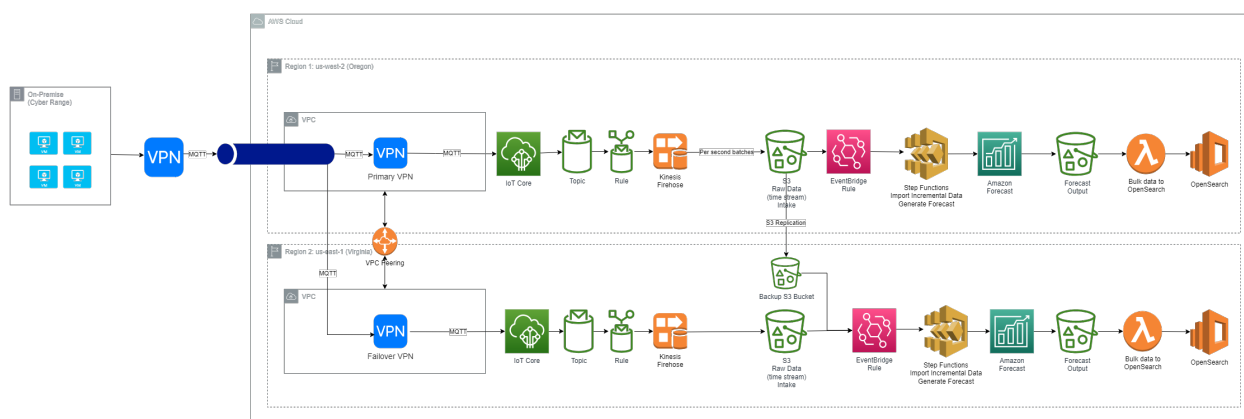 AWS Cloud
Region 1: us-west-2 (Oregon)
On-Premise
(Cyber Range)
VM
VM
VM
VM
VPN
MQTT
VPC
MQTT
VPN
Primary VPN
MQTT
IoT Core
Topic
Rule
Kinesis
Firehose
Per second batches
S3
Raw Data
(time stream)
Intake
EventBridge
Rule
Step Functions
Import Incremental Data
Generate Forecast
Amazon
Forecast
Forecast
Output
Bulk data to
OpenSearch
OpenSearch
S3 Replication
VPC Peering
Region 2: us-east-1 (Virginia)
MQTT
Backup S3 Bucket
VPC
VPN
Failover VPN
MQTT
IoT Core
Topic
Rule
Kinesis
Firehose
S3
Raw Data
(time stream)
Intake
EventBridge
Rule
Step Functions
Import Incremental Data
Generate Forecast
Amazon
Forecast
Forecast
Output
Bulk data to
OpenSearch
OpenSearch